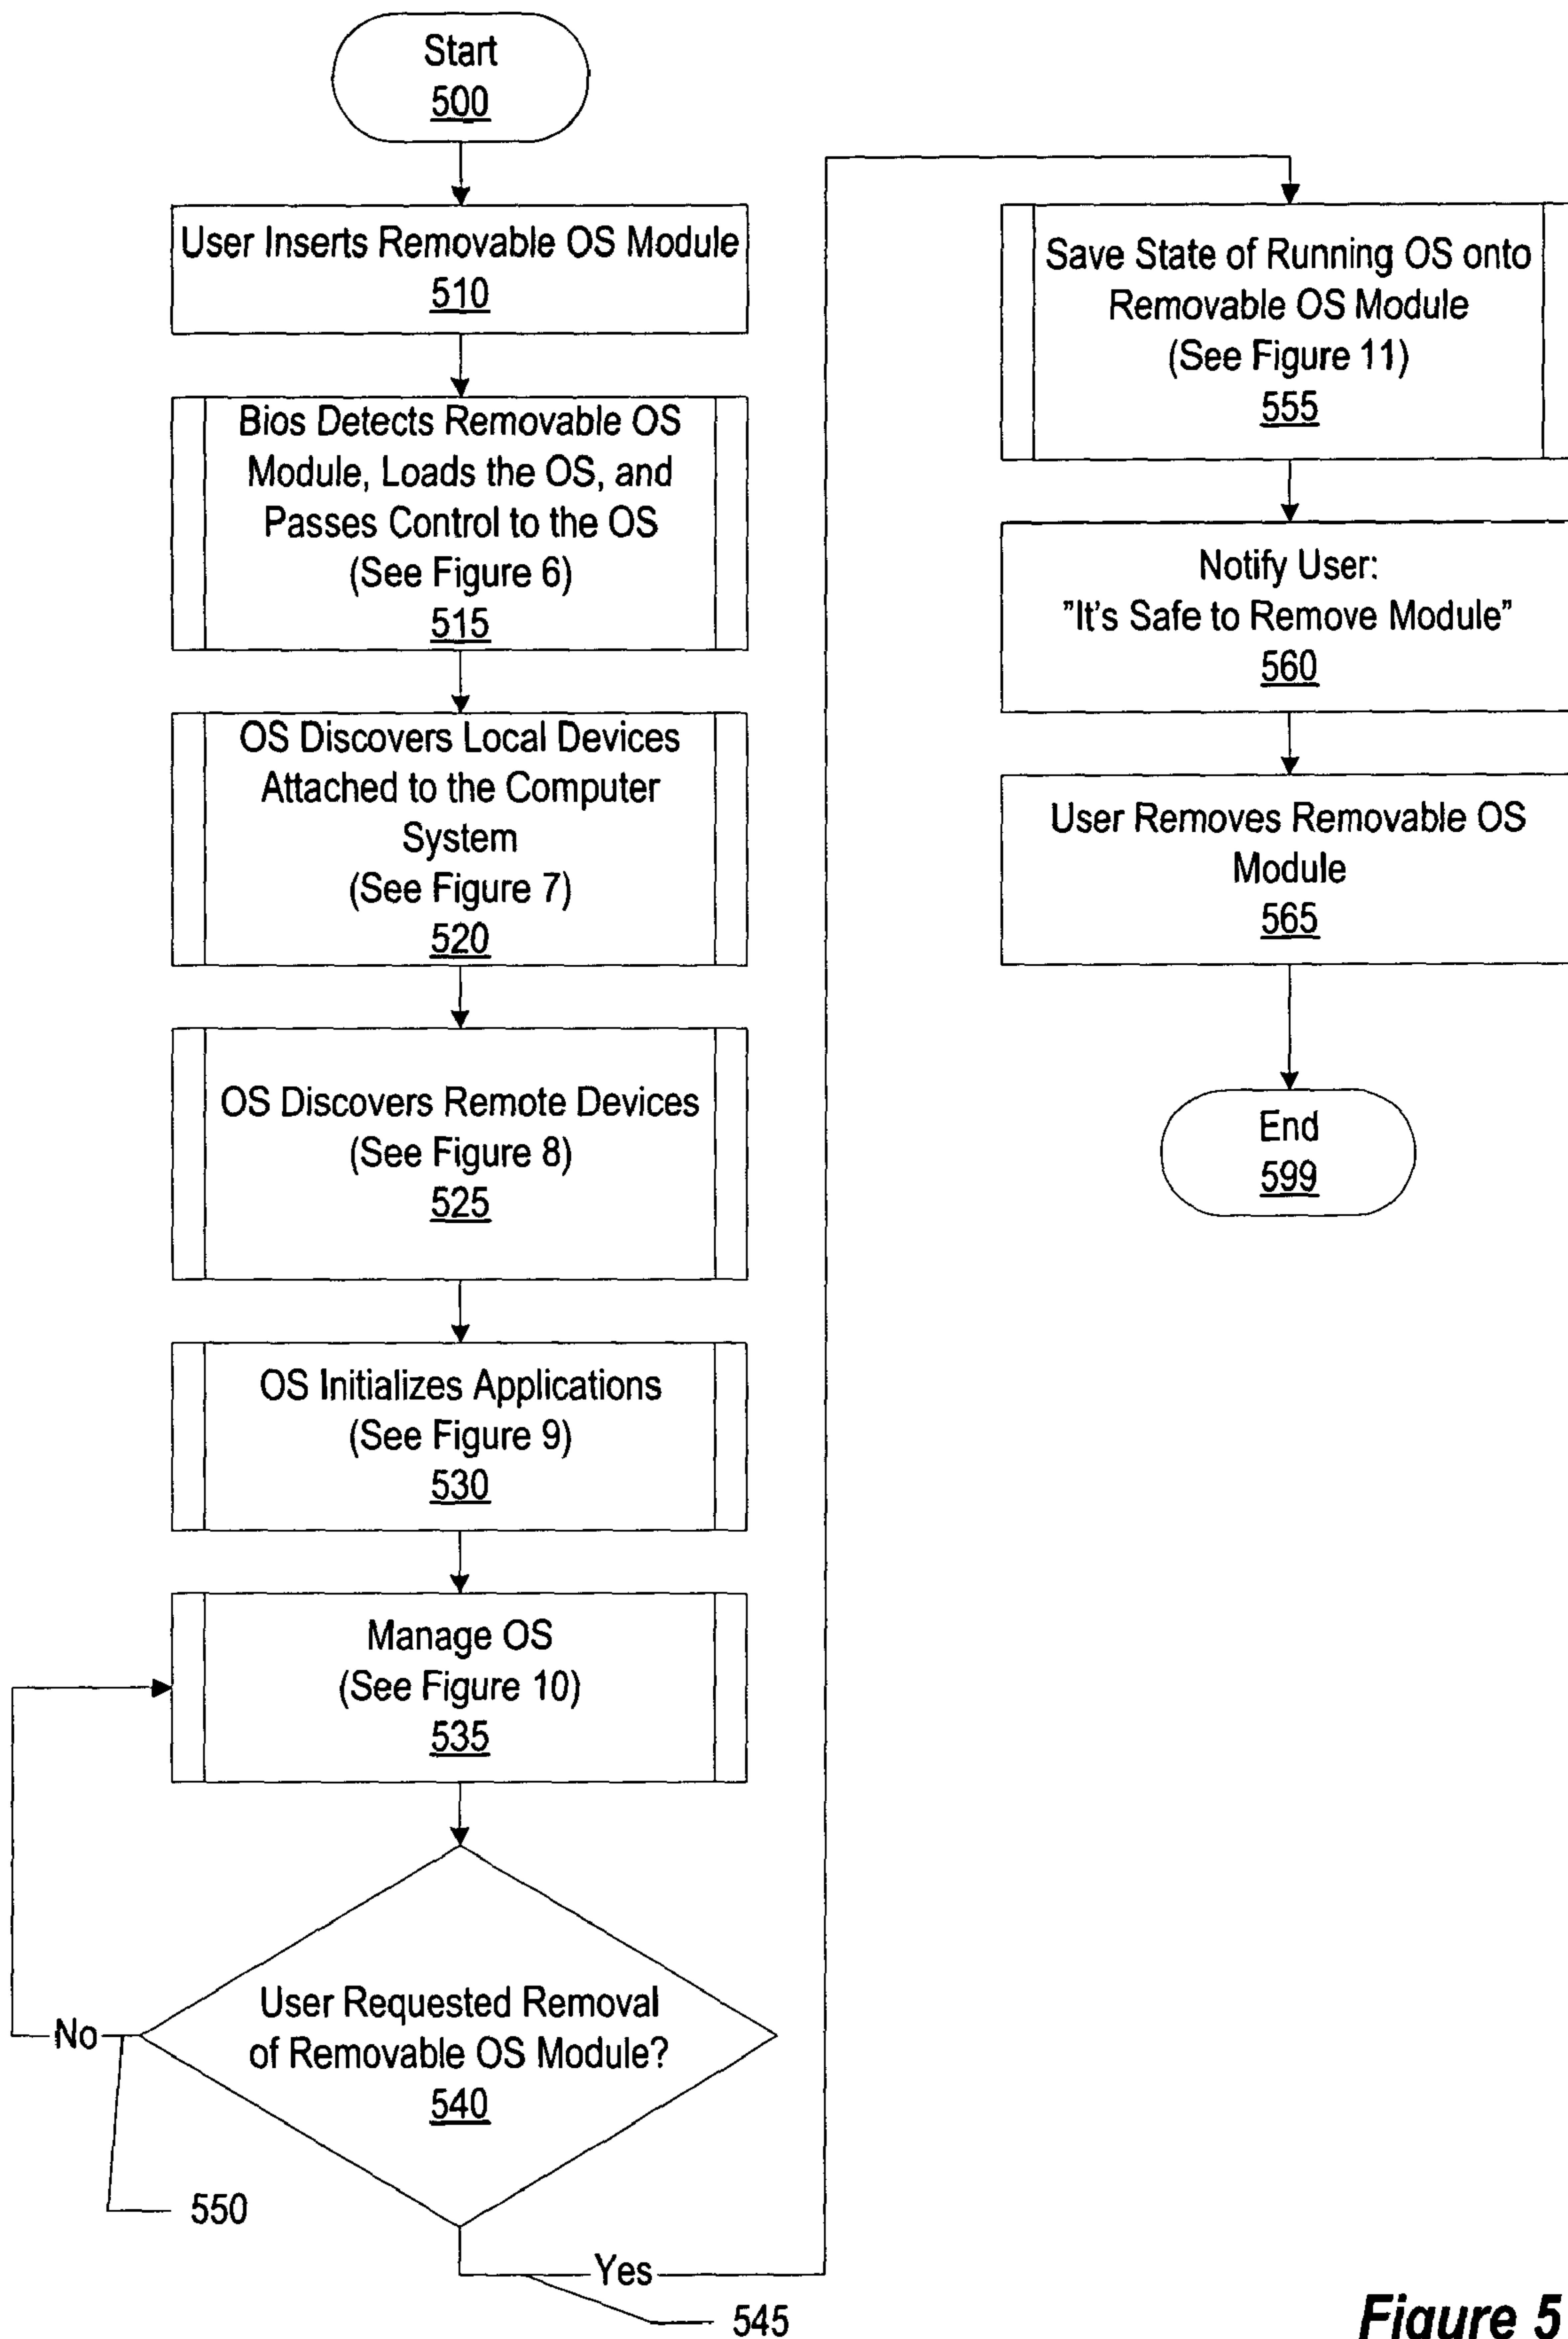 Start
500
User Inserts Removable OS Module
510
Bios Detects Removable OS
Module, Loads the OS, and
Passes Control to the OS
(See Figure 6)
515
OS Discovers Local Devices
Attached to the Computer
System
(See Figure 7)
520
OS Discovers Remote Devices
(See Figure 8)
525
OS Initializes Applications
(See Figure 9)
530
Manage OS
(See Figure 10)
535
User Requested Removal
of Removable OS Module?
540
No
550
Yes
545
Save State of Running OS onto
Removable OS Module
(See Figure 11)
555
Notify User:
"It's Safe to Remove Module"
560
User Removes Removable OS
Module
565
End
599
Figure 5